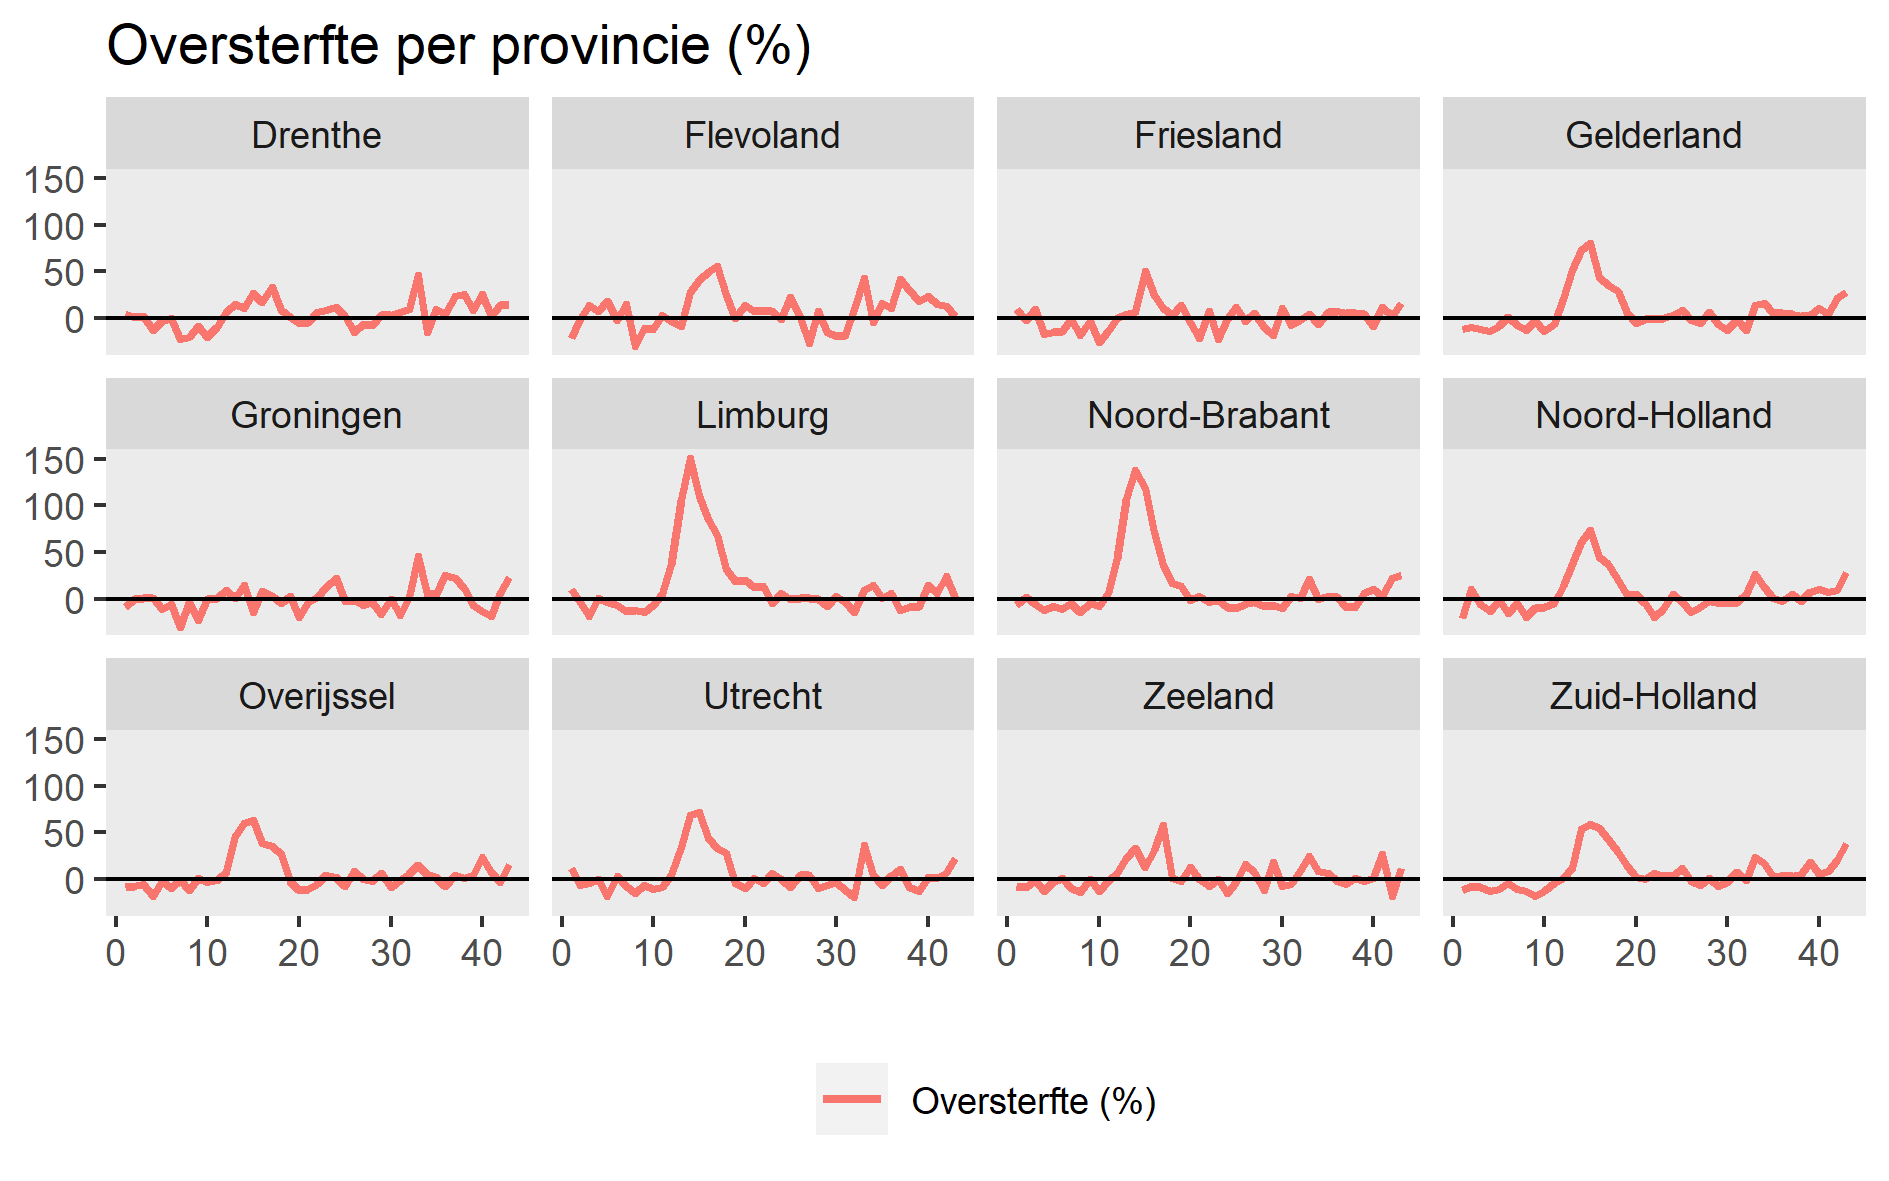 Oversterfte per provincie (%)
Drenthe Flevoland Friesland Gelderland
150
100
50
0
Groningen Limburg Noord-Brabant Noord-Holland
150
100
50
0
Overijssel Utrecht Zeeland Zuid-Holland
150
100
50
0
0 10 20 30 40 0 10 20 30 40 0 10 20 30 40 0 10 20 30 40
Oversterfte (%)